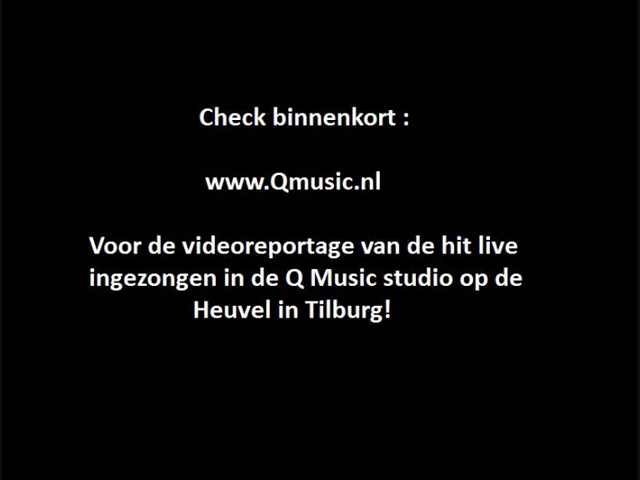 Check binnenkort :
www.Qmusic.nl
Voor de videoreportage van de hit live
ingezongen in de Q Music studio op de
Heuvel in Tilburg!